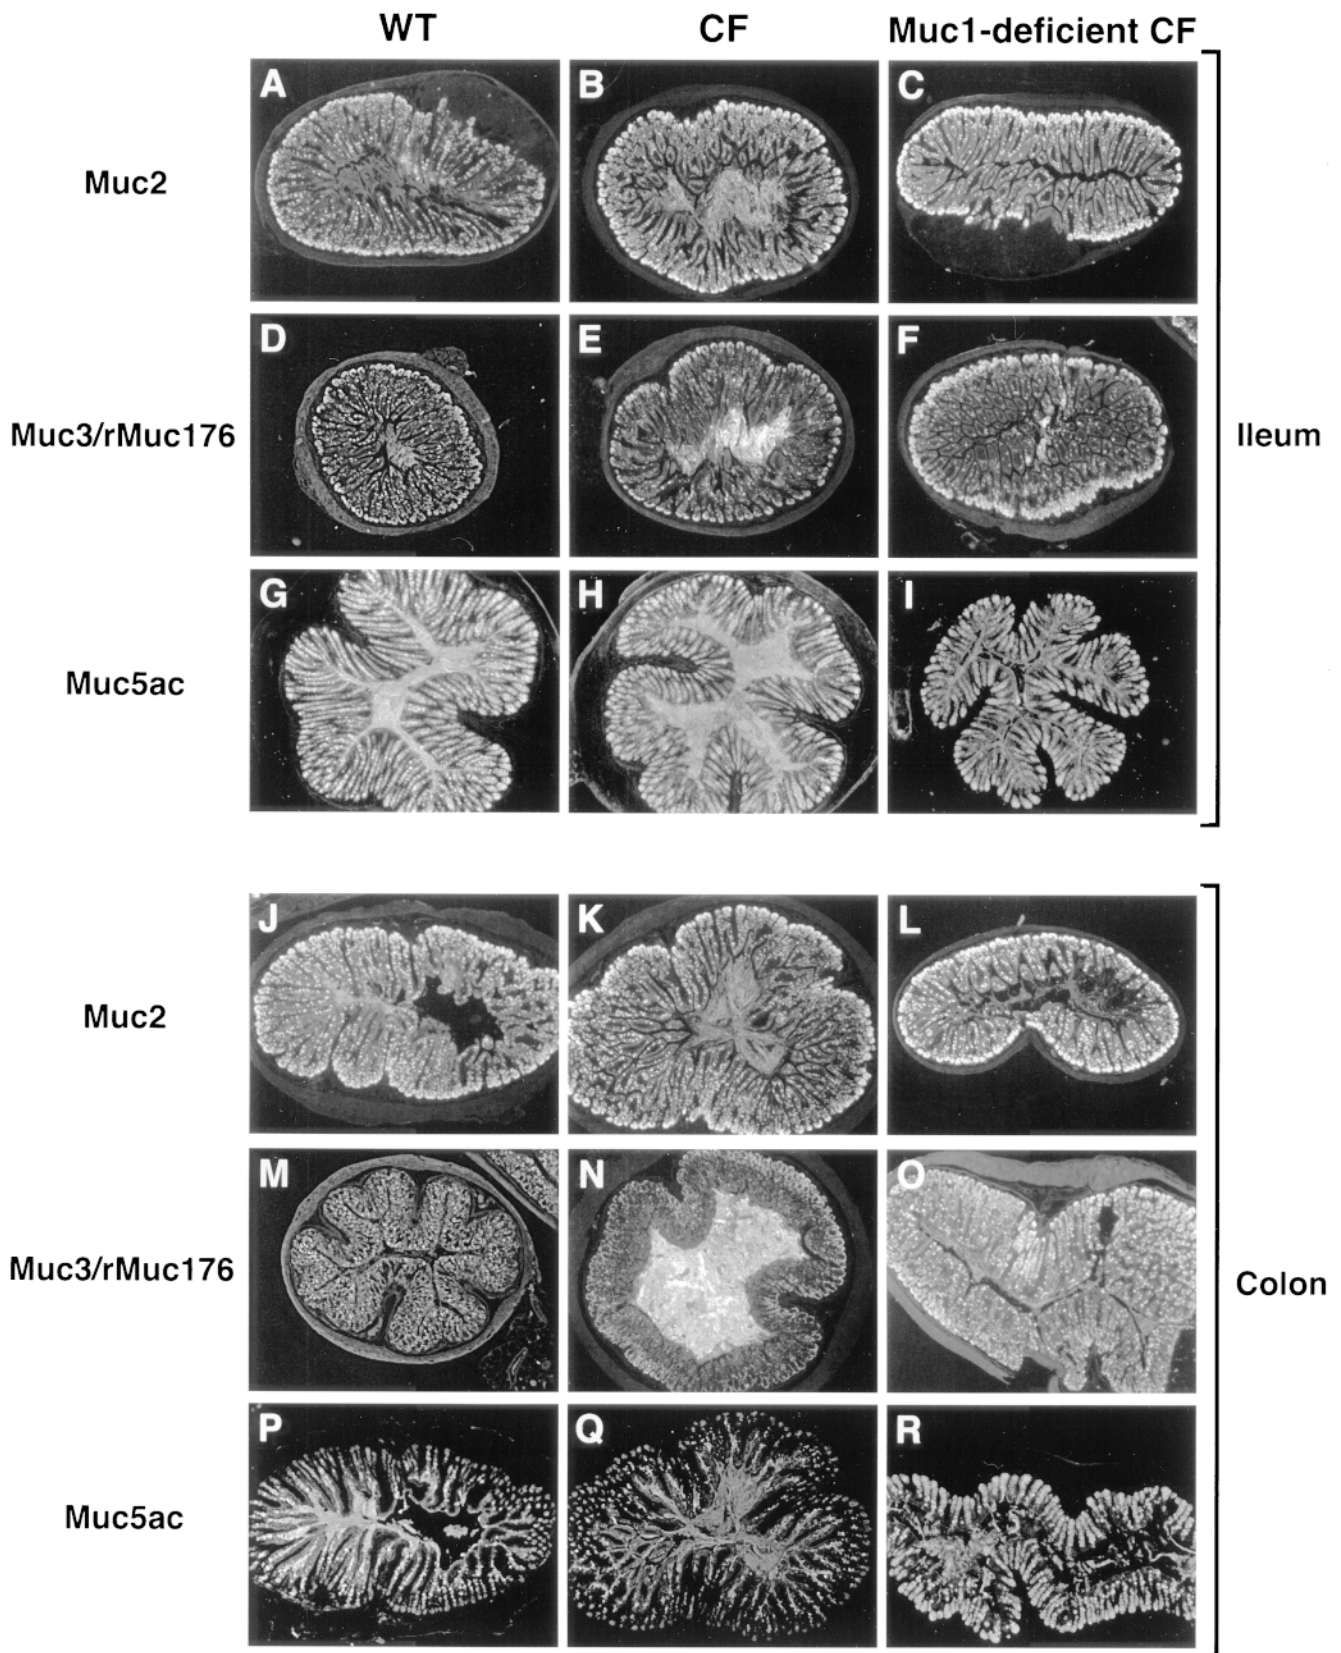 WT CF Muc1-deficient CF
A B C
Muc2
D E F
Muc3/rMuc176
Ileum
G H I
Muc5ac
J K L
Muc2
M N O
Muc3/rMuc176
Colon
P Q R
Muc5ac